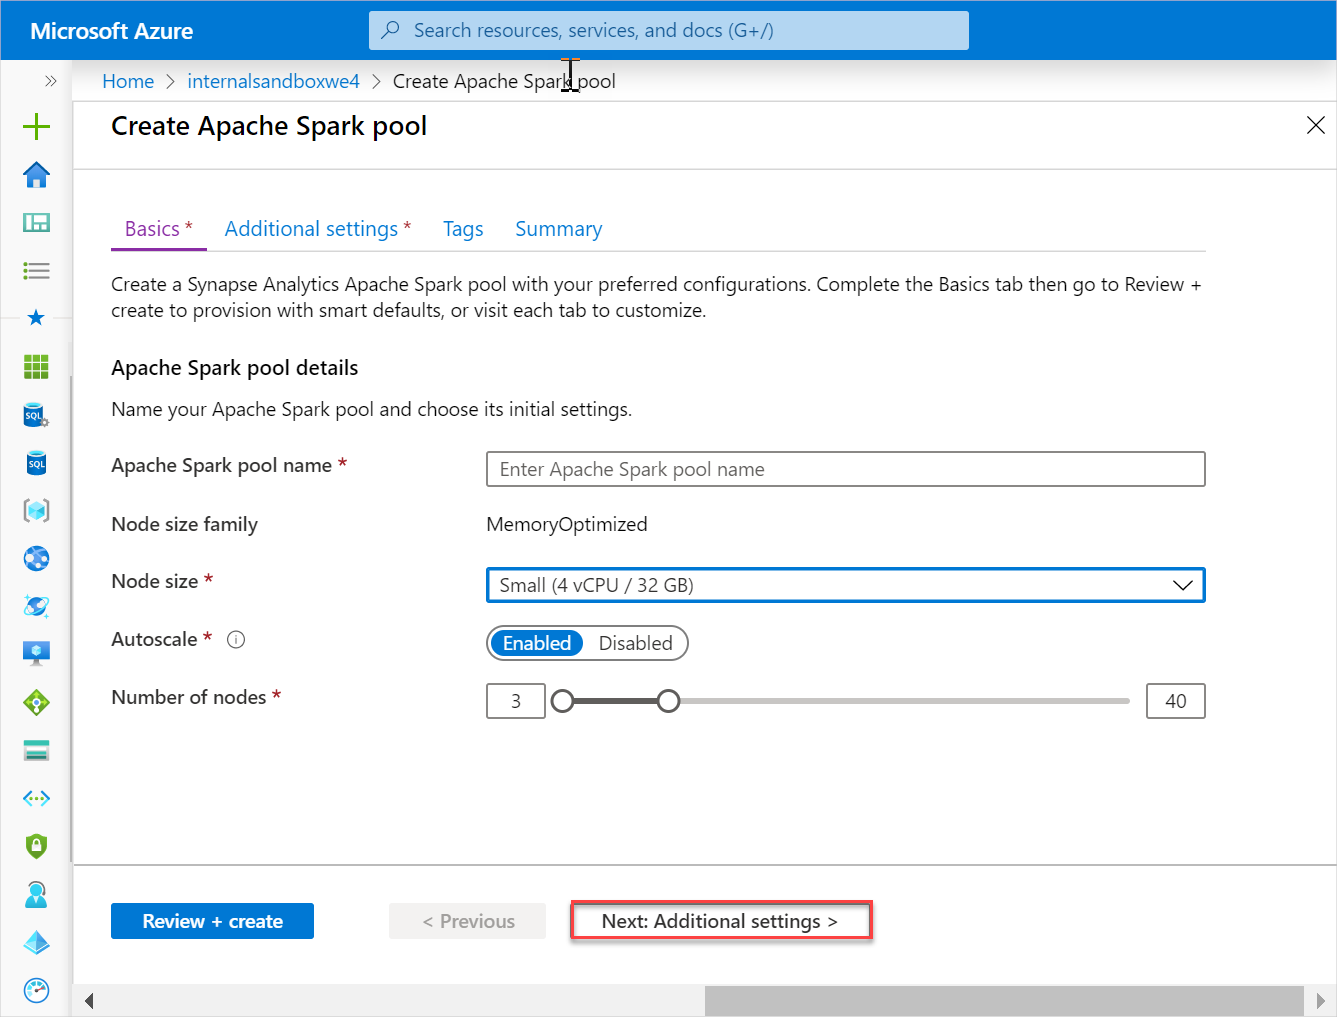 Microsoft Azure
Search resources, services, and docs (G+/)
Home > internalsandboxwe4 > Create Apache Spark pool
Create Apache Spark pool
Basics * Additional settings * Tags Summary
Create a Synapse Analytics Apache Spark pool with your preferred configurations. Complete the Basics tab then go to Review +
create to provision with smart defaults, or visit each tab to customize.
Apache Spark pool details
Name your Apache Spark pool and choose its initial settings.
Apache Spark pool name * Enter Apache Spark pool name
Node size family MemoryOptimized
Node size * Small (4 vCPU / 32 GB)
Autoscale * Enabled Disabled
Number of nodes * 3 40
Review + create < Previous Next: Additional settings >